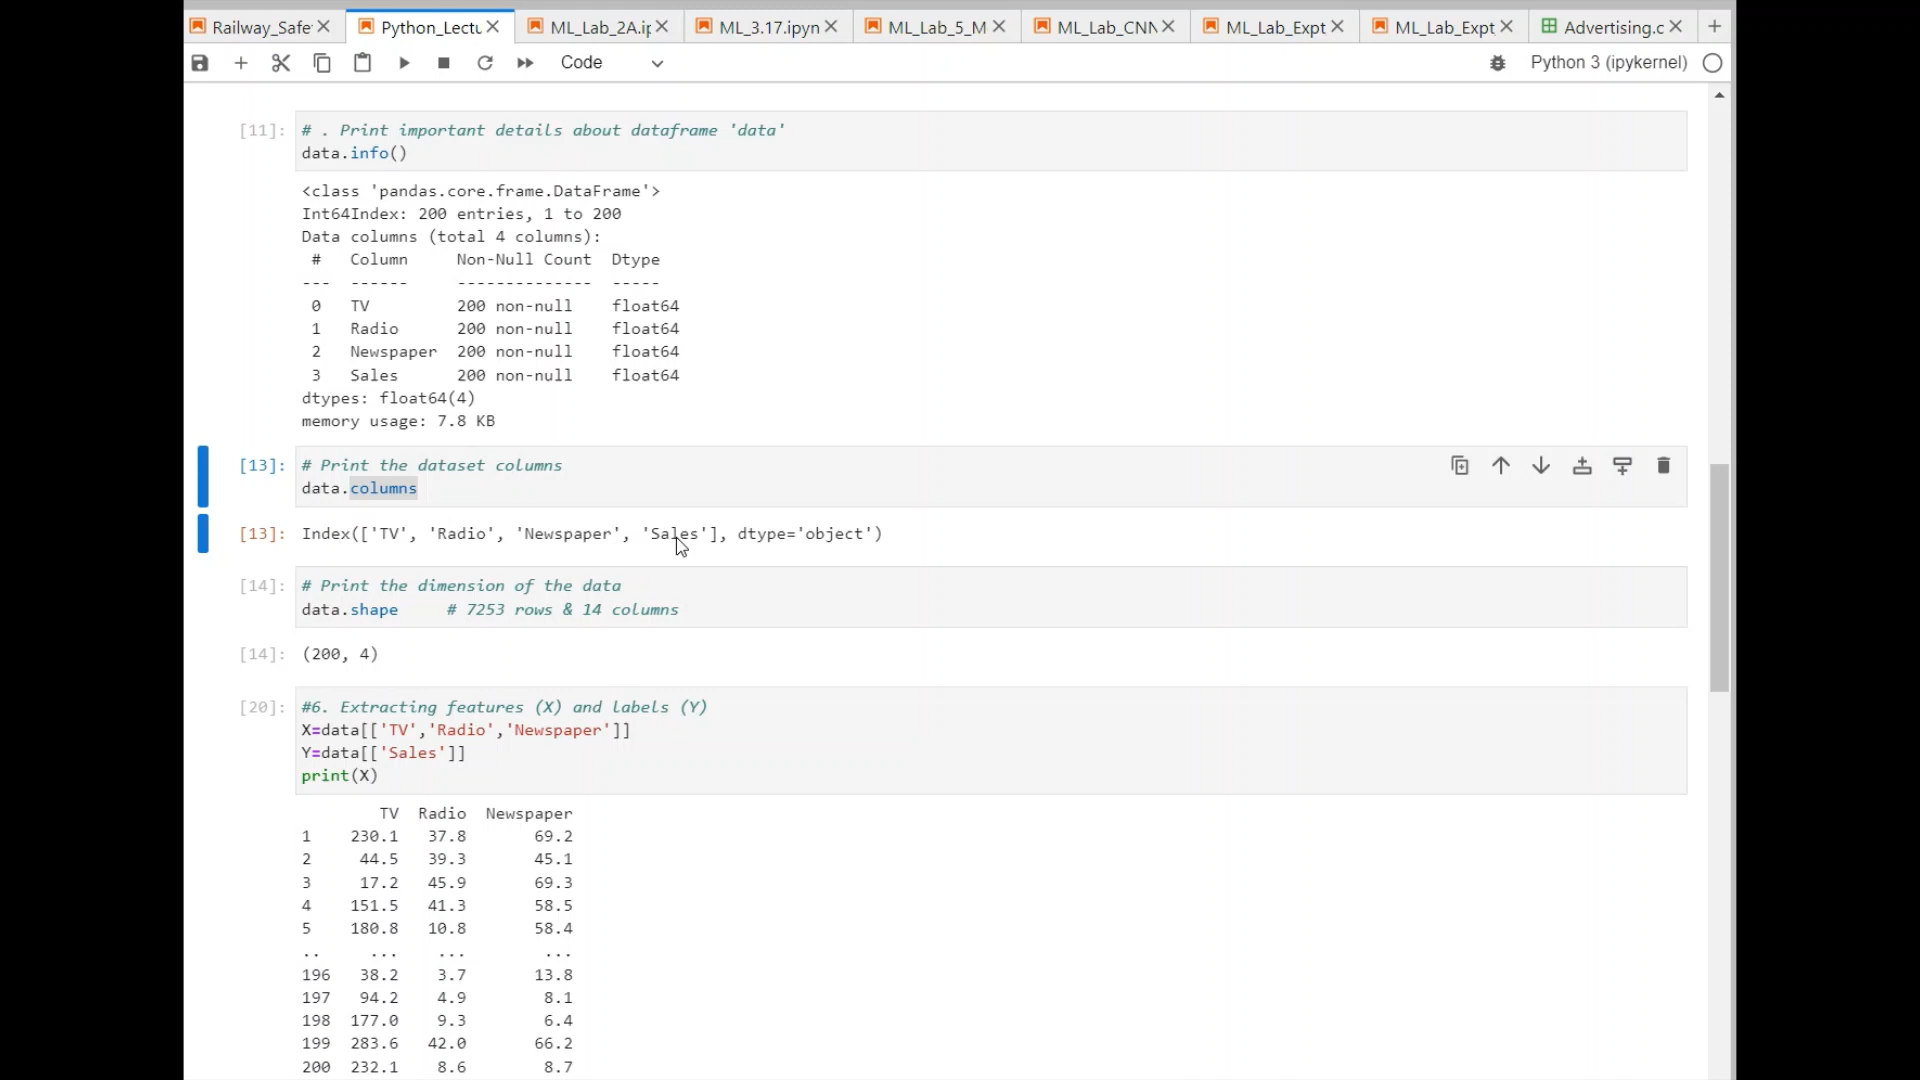 Railway_Safe
Python_Lectu
ML_Lab_2A.ip
ML_3.17.ipyn
ML_Lab_5_M
ML_Lab_CNN
ML_Lab_Expt
ML_Lab_Expt
Advertising.c
Code
Python 3 (ipykernel)
[11]: # . Print important details about dataframe 'data'
data.info()
<class 'pandas.core.frame.DataFrame'>
Int64Index: 200 entries, 1 to 200
Data columns (total 4 columns):
# Column Non-Null Count Dtype
--- ------ -------------- -----
0 TV 200 non-null float64
1 Radio 200 non-null float64
2 Newspaper 200 non-null float64
3 Sales 200 non-null float64
dtypes: float64(4)
memory usage: 7.8 KB
[13]: # Print the dataset columns
data.columns
[13]: Index(['TV', 'Radio', 'Newspaper', 'Sales'], dtype='object')
[14]: # Print the dimension of the data
data.shape # 7253 rows & 14 columns
[14]: (200, 4)
[20]: #6. Extracting features (X) and labels (Y)
X=data[['TV','Radio','Newspaper']]
Y=data[['Sales']]
print(X)
TV Radio Newspaper
1 230.1 37.8 69.2
2 44.5 39.3 45.1
3 17.2 45.9 69.3
4 151.5 41.3 58.5
5 180.8 10.8 58.4
.. ... ... ...
196 38.2 3.7 13.8
197 94.2 4.9 8.1
198 177.0 9.3 6.4
199 283.6 42.0 66.2
200 232.1 8.6 8.7